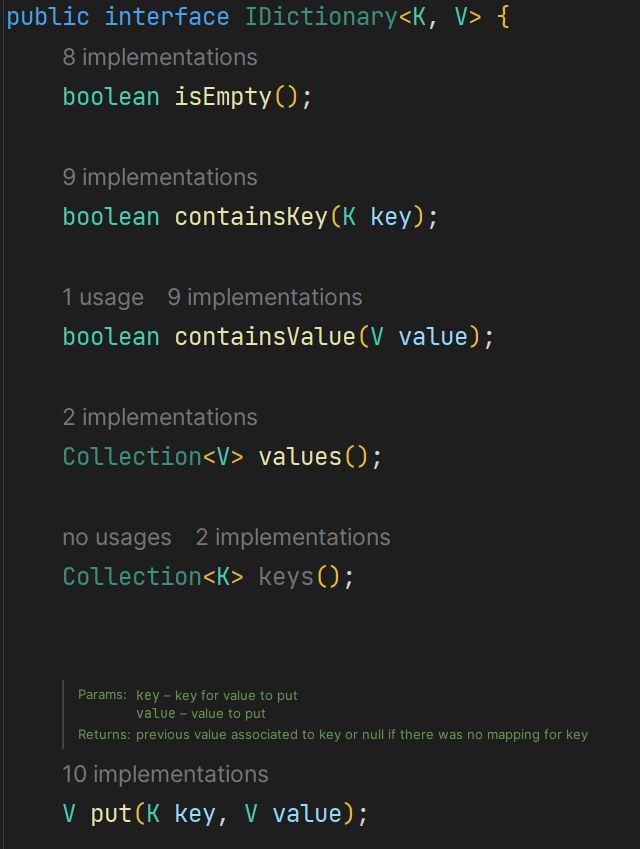 public interface IDictionary<K, V> {
8 implementations
boolean isEmpty();
9 implementations
boolean containsKey(K key);
1 usage 9 implementations
boolean containsValue(V value);
2 implementations
Collection<V> values();
no usages 2 implementations
Collection<K> keys();
Params: key – key for value to put
value – value to put
Returns: previous value associated to key or null if there was no mapping for key
10 implementations
V put(K key, V value);